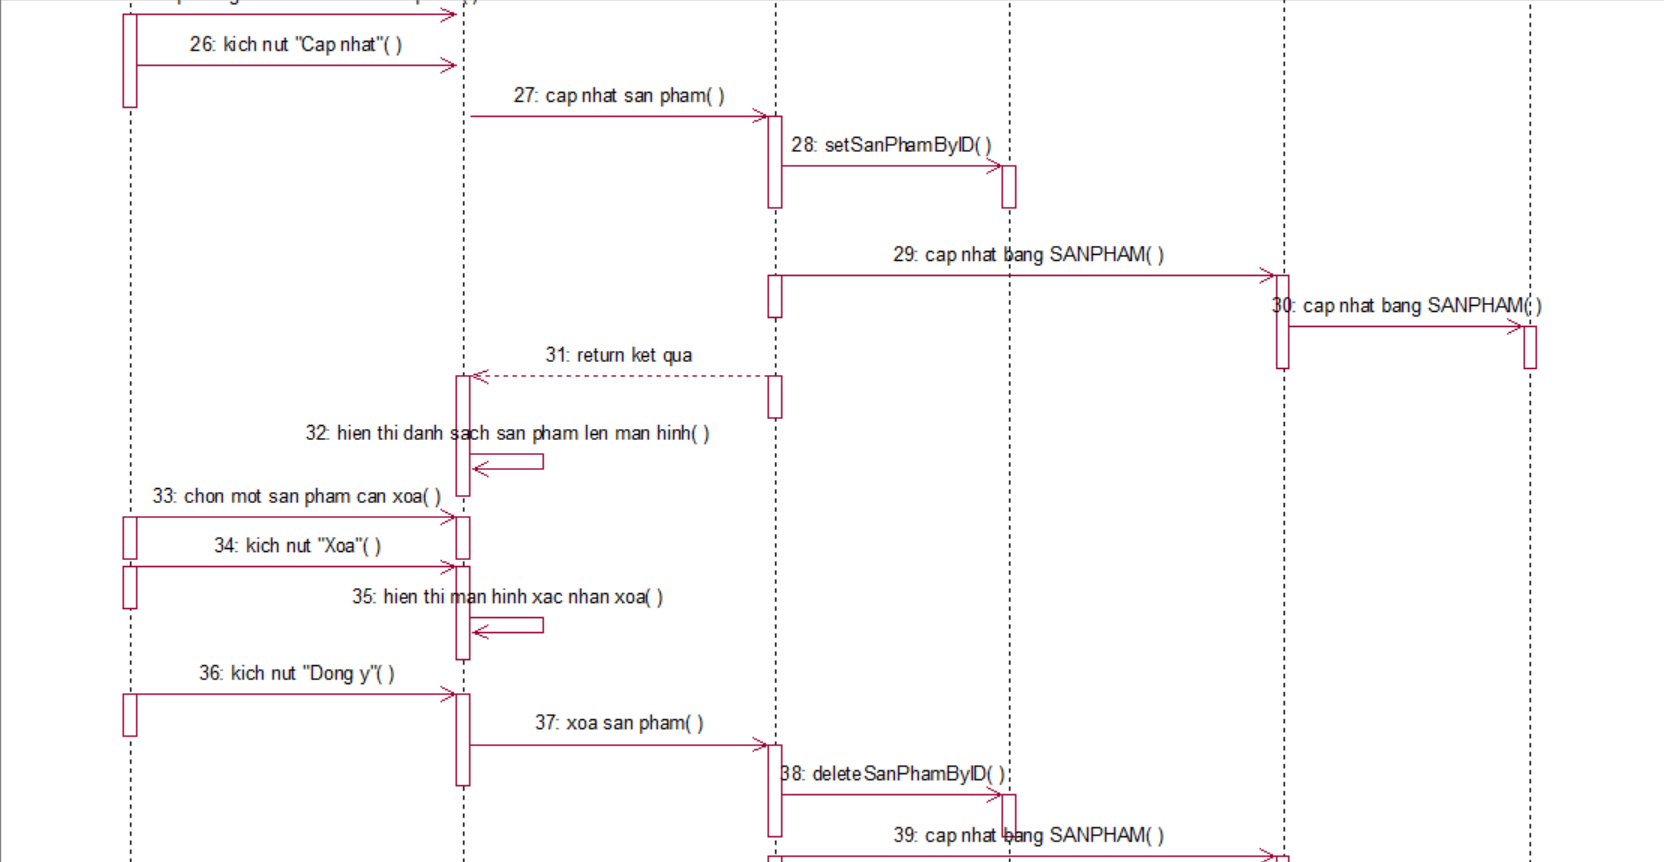 26: kich nut "Cap nhat"( )
27: cap nhat san pham( )
28: setSanPhamByID( )
29: cap nhat bang SANPHAM( )
30: cap nhat bang SANPHAM( )
31: return ket qua
32: hien thi danh sach san pham len man hinh( )
33: chon mot san pham can xoa( )
34: kich nut "Xoa"( )
35: hien thi man hinh xac nhan xoa( )
36: kich nut "Dong y"( )
37: xoa san pham( )
38: deleteSanPhamByID( )
39: cap nhat bang SANPHAM( )